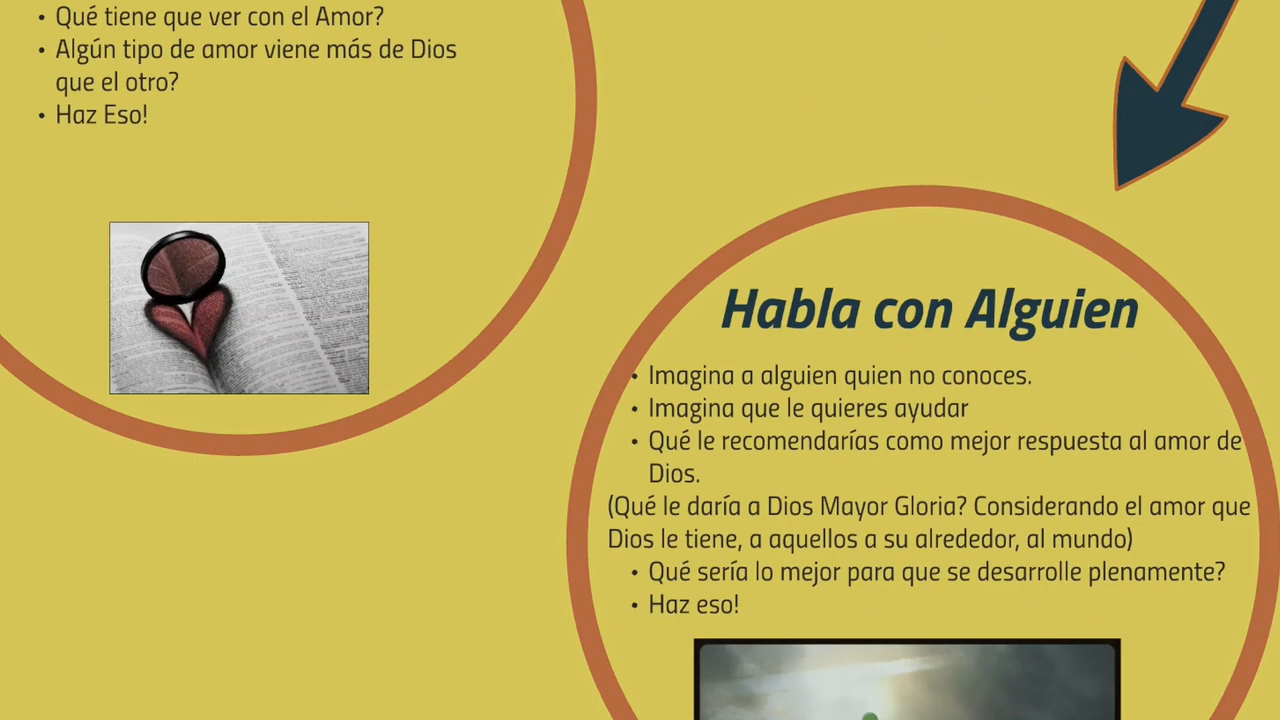 • Qué tiene que ver con el Amor?
• Algún tipo de amor viene más de Dios
que el otro?
• Haz Eso!
Habla con Alguien
• Imagina a alguien quien no conoces.
• Imagina que le quieres ayudar
• Qué le recomendarías como mejor respuesta al amor de
Dios.
(Qué le daría a Dios Mayor Gloria? Considerando el amor que
Dios le tiene, a aquellos a su alrededor, al mundo)
• Qué sería lo mejor para que se desarrolle plenamente?
• Haz eso!